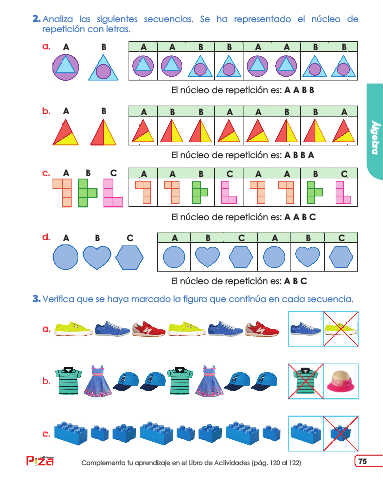 2. Analiza las siguientes secuencias. Se ha representado el núcleo de
repetición con letras.
a. A B A A B B A A B B
El núcleo de repetición es: A A B B
b. A B A B B A A B B A
El núcleo de repetición es: A B B A
c. A B C A A B C A A B C
El núcleo de repetición es: A A B C
d. A B C A B C A B C
El núcleo de repetición es: A B C
Álgebra
3. Verifica que se haya marcado la figura que continúa en cada secuencia.
a.
b.
c.
Complementa tu aprendizaje en el Libro de Actividades (pág. 120 al 122)
75